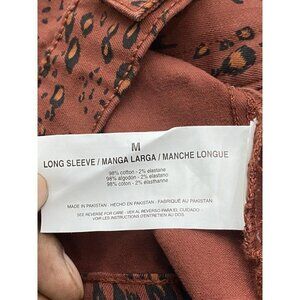 M
LONG SLEEVE / MANGA LARGA / MANCHE LONGUE
98% cotton - 2% elastane
98% algodon - 2% elastano
98% coton - 2% élasthanne
MADE IN PAKISTAN - HECHO EN PAKISTAN - FABRIQUÉ AU PAKISTAN
SEE REVERSE FOR CARE - VER AL REVERSO PARA EL CUIDADO -
VOIR LES INSTRUCTIONS D'ENTRETIEN AU DOS.